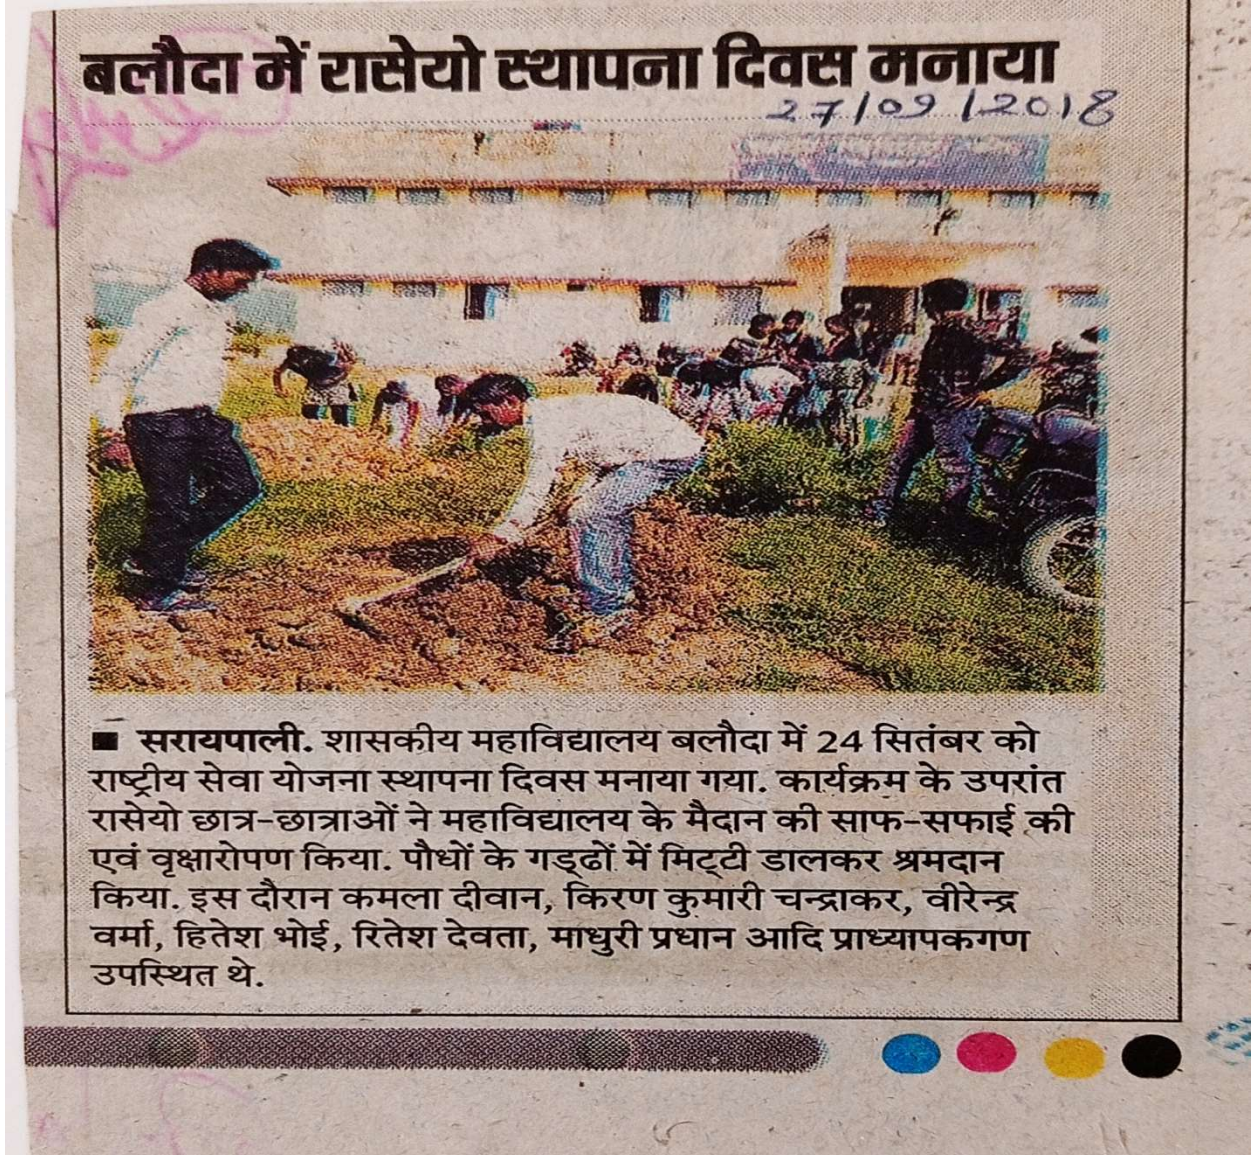 बलौदा में रासेयो स्थापना दिवस मनाया
27/09/2018
■ सरायपाली. शासकीय महाविद्यालय बलौदा में 24 सितंबर को
राष्ट्रीय सेवा योजना स्थापना दिवस मनाया गया. कार्यक्रम के उपरांत
रासेयो छात्र-छात्राओं ने महाविद्यालय के मैदान की साफ-सफाई की
एवं वृक्षारोपण किया. पौधों के गड्ढों में मिट्टी डालकर श्रमदान
किया. इस दौरान कमला दीवान, किरण कुमारी चन्द्राकर, वीरेन्द्र
वर्मा, हितेश भोई, रितेश देवता, माधुरी प्रधान आदि प्राध्यापकगण
उपस्थित थे.